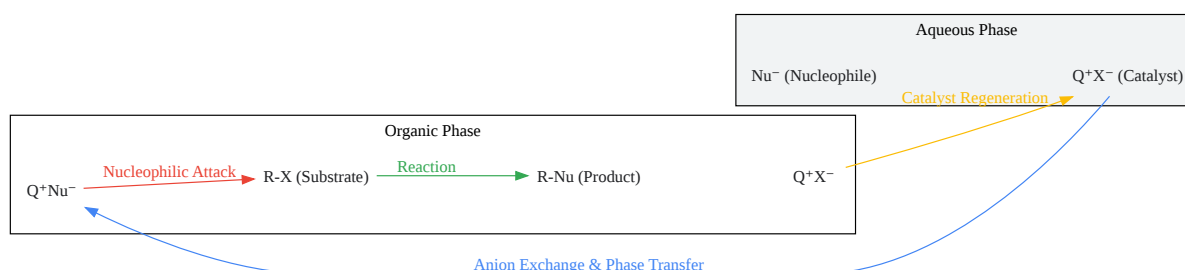 Aqueous Phase
Nu⁻ (Nucleophile)
Q⁺X⁻ (Catalyst)
Catalyst Regeneration
Organic Phase
Nucleophilic Attack
Reaction
Q⁺Nu⁻
R-X (Substrate)
R-Nu (Product)
Q⁺X⁻
Anion Exchange & Phase Transfer